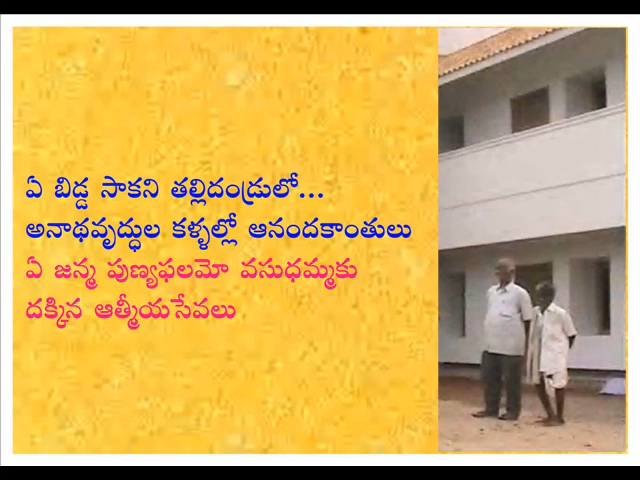 ఏ బిడ్డ సాకని తల్లిదండ్రులో...
అనాథవృద్ధుల కళ్ళల్లో ఆనందకాంతులు
ఏ జన్మ పుణ్యఫలమో వసుధమ్మకు
దక్కిన ఆత్మీయసేవలు